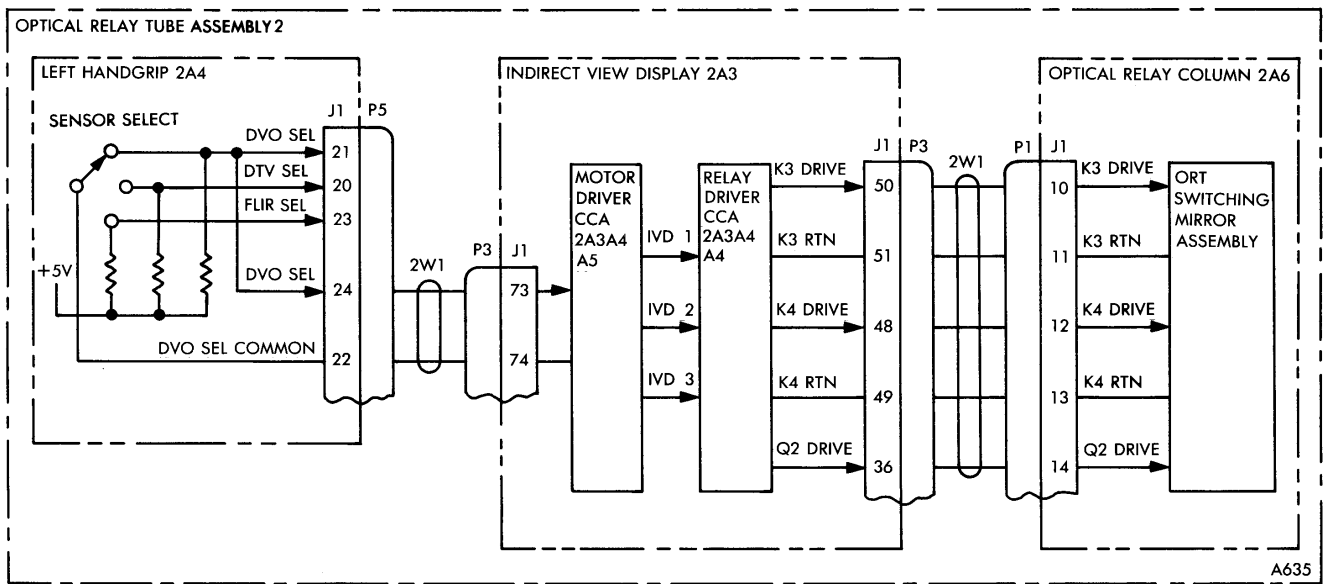 OPTICAL RELAY TUBE ASSEMBLY 2
LEFT HANDGRIP 2A4
SENSOR SELECT
DVO SEL
DTV SEL
FLIR SEL
+5V
DVO SEL
DVO SEL COMMON
J1
P5
21
20
23
24
22
2W1
P3
J1
73
74
INDIRECT VIEW DISPLAY 2A3
MOTOR
DRIVER
CCA
2A3A4
A5
IVD 1
IVD 2
IVD 3
RELAY
DRIVER
CCA
2A3A4
A4
K3 DRIVE
K3 RTN
K4 DRIVE
K4 RTN
Q2 DRIVE
J1
P3
50
51
48
49
36
2W1
OPTICAL RELAY COLUMN 2A6
P1
J1
10
11
12
13
14
K3 DRIVE
K3 RTN
K4 DRIVE
K4 RTN
Q2 DRIVE
ORT
SWITCHING
MIRROR
ASSEMBLY
A635